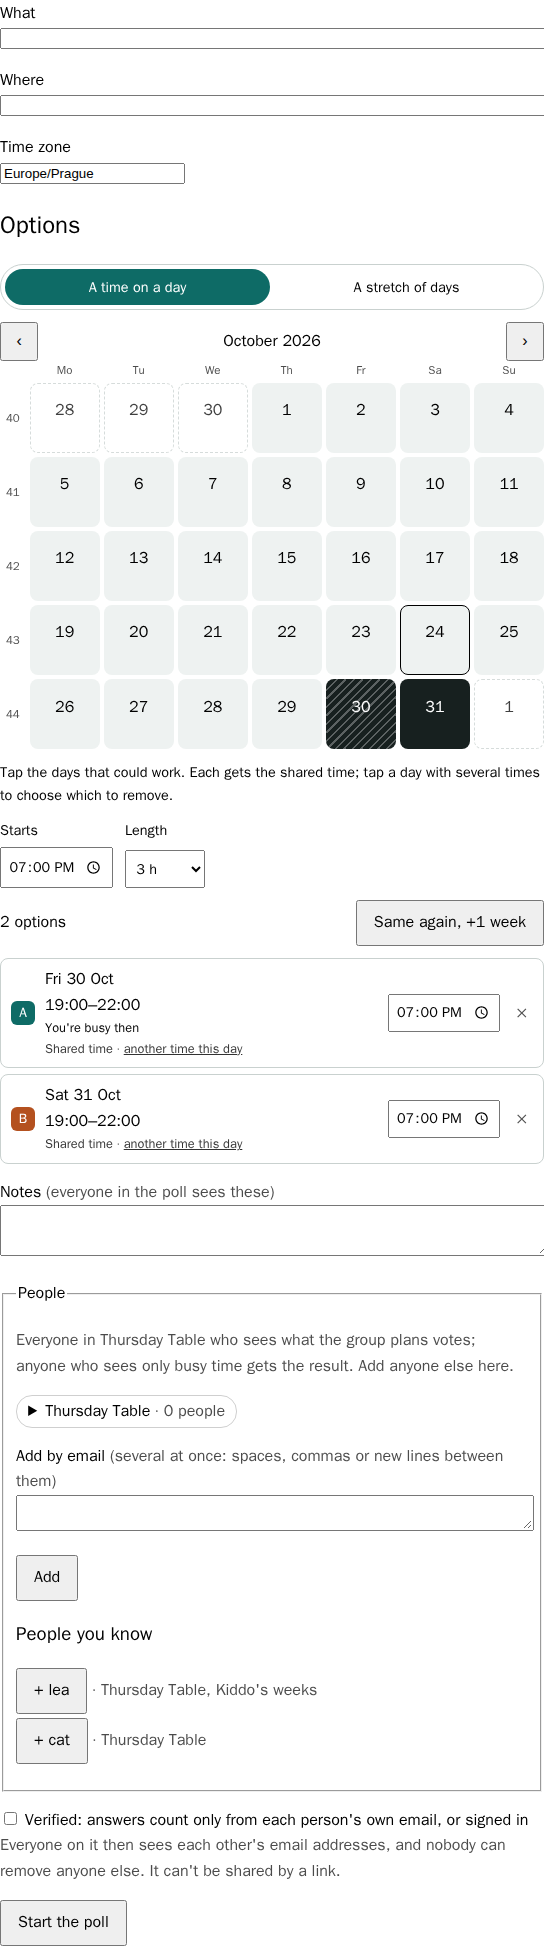 What
Where
Time zone
Europe/Prague
Options
A time on a day
A stretch of days
‹ October 2026 ›
Mo Tu We Th Fr Sa Su
40 28 29 30 1 2 3 4
41 5 6 7 8 9 10 11
42 12 13 14 15 16 17 18
43 19 20 21 22 23 24 25
44 26 27 28 29 30 31 1
Tap the days that could work. Each gets the shared time; tap a day with several times
to choose which to remove.
Starts Length
07:00 PM 3 h
2 options Same again, +1 week
Fri 30 Oct
A 19:00–22:00 07:00 PM ×
You're busy then
Shared time · another time this day
Sat 31 Oct
B 19:00–22:00 07:00 PM ×
Shared time · another time this day
Notes (everyone in the poll sees these)
People
Everyone in Thursday Table who sees what the group plans votes;
anyone who sees only busy time gets the result. Add anyone else here.
▶ Thursday Table · 0 people
Add by email (several at once: spaces, commas or new lines between
them)
Add
People you know
+ lea · Thursday Table, Kiddo's weeks
+ cat · Thursday Table
Verified: answers count only from each person's own email, or signed in
Everyone on it then sees each other's email addresses, and nobody can
remove anyone else. It can't be shared by a link.
Start the poll